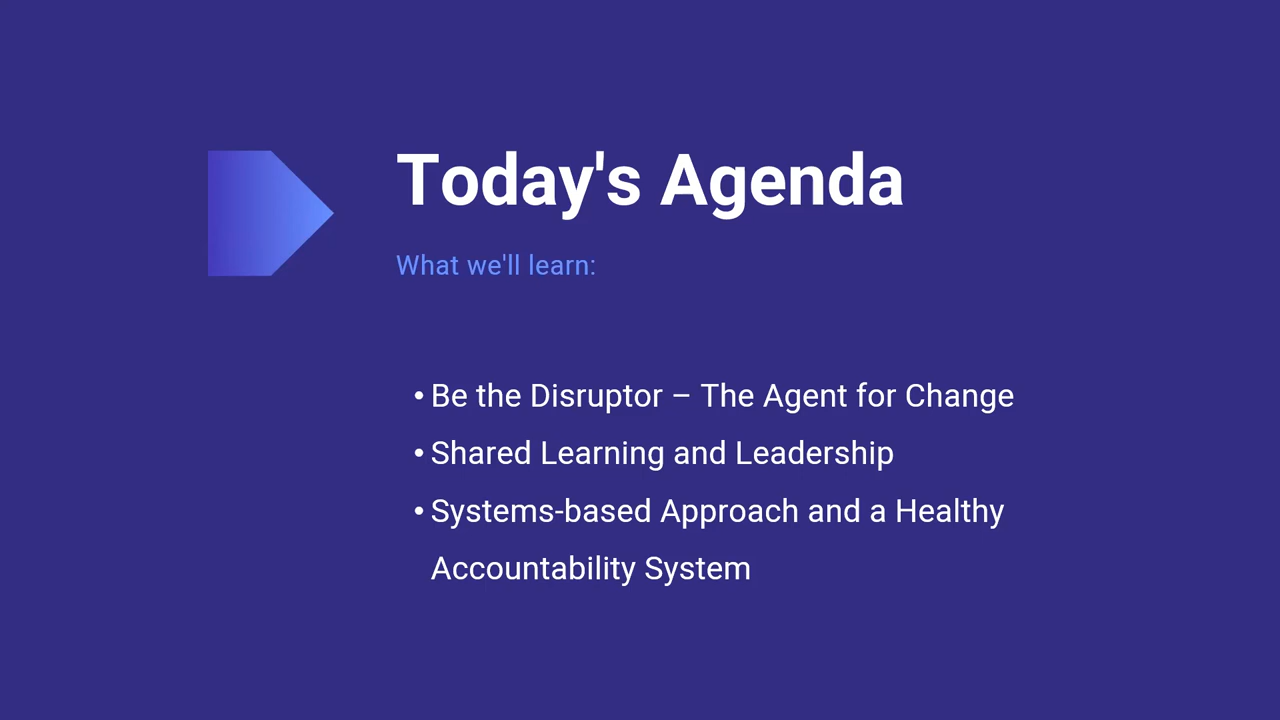 Today's Agenda
What we'll learn:
• Be the Disruptor – The Agent for Change
• Shared Learning and Leadership
• Systems-based Approach and a Healthy
Accountability System